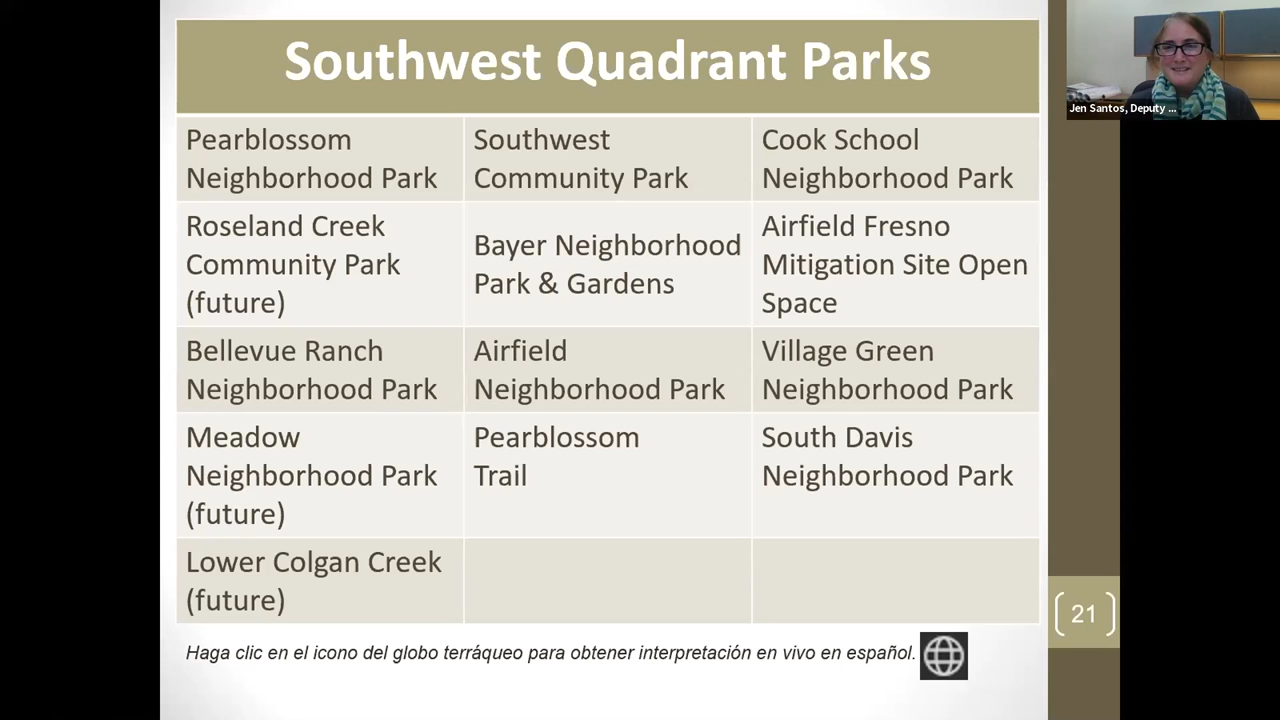 Southwest Quadrant Parks
Pearblossom
Neighborhood Park
Southwest
Community Park
Cook School
Neighborhood Park
Roseland Creek
Community Park
(future)
Bayer Neighborhood
Park & Gardens
Airfield Fresno
Mitigation Site Open
Space
Bellevue Ranch
Neighborhood Park
Airfield
Neighborhood Park
Village Green
Neighborhood Park
Meadow
Neighborhood Park
(future)
Pearblossom
Trail
South Davis
Neighborhood Park
Lower Colgan Creek
(future)
Haga clic en el icono del globo terráqueo para obtener interpretación en vivo en español.
21
Jen Santos, Deputy ...